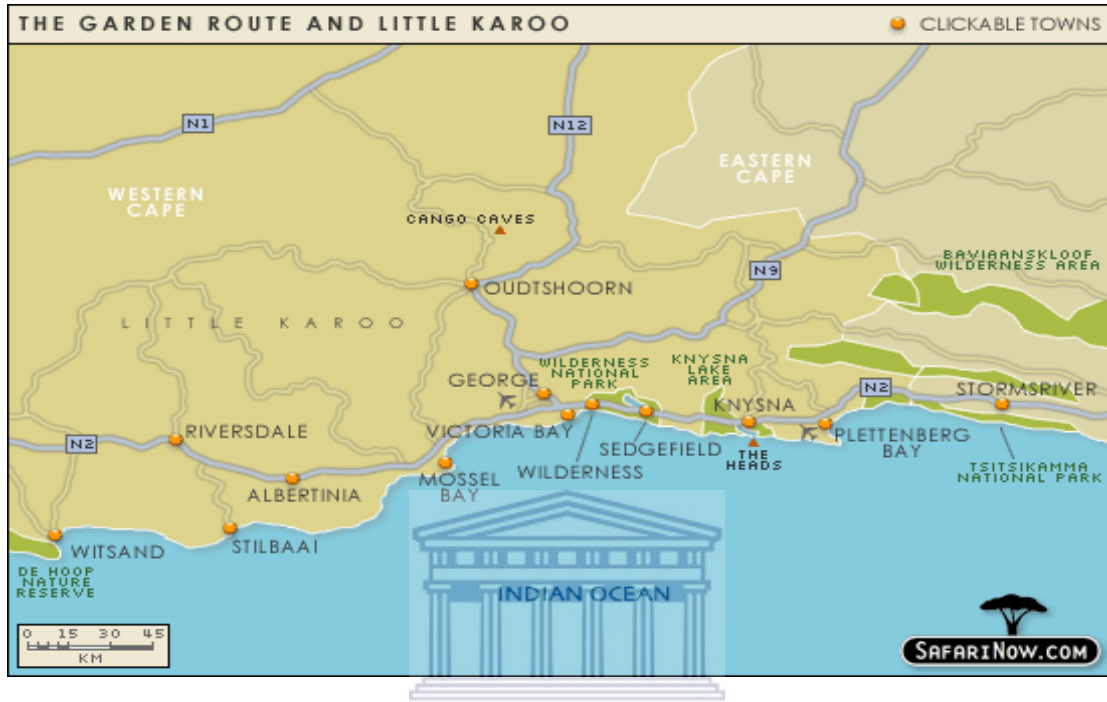 THE GARDEN ROUTE AND LITTLE KAROO
CLICKABLE TOWNS
N1
N12
EASTERN
CAPE
WESTERN
CAPE
CANGO CAVES
BAVIAANSKLOOF
WILDERNESS AREA
N9
OUDTSHOORN
LITTLE KAROO
WILDERNESS
NATIONAL
PARK
KNYSNA
LAKE
AREA
GEORGE
N2
STORMSRIVER
KNYSNA
VICTORIA BAY
RIVERSDALE
N2
PLETTENBERG
BAY
SEDGEFIELD
THE
HEADS
WILDERNESS
TSITSIKAMMA
NATIONAL PARK
MOSSEL
BAY
ALBERTINIA
STILBAAI
WITSAND
DE HOOP
NATURE
RESERVE
INDIAN OCEAN
0 15 30 45
KM
SAFARINOW.COM